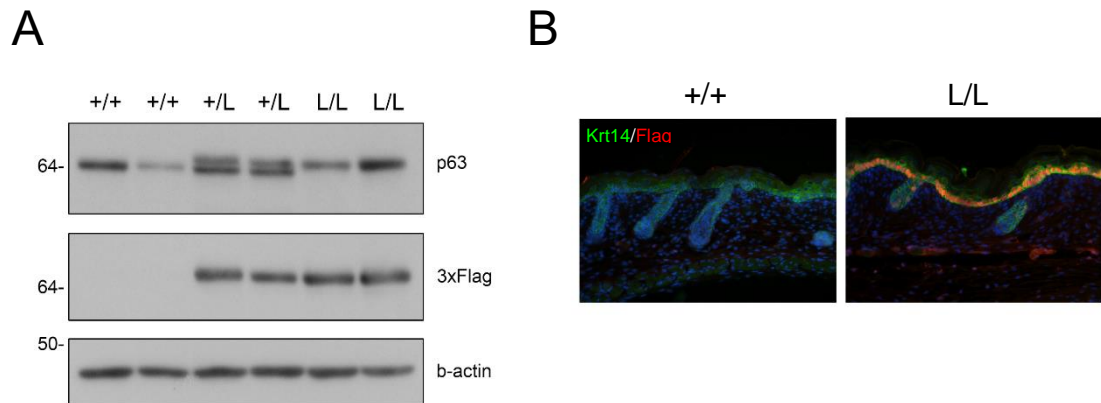 A
B
+/+ +/+ +/L +/L L/L L/L
64-
p63
64-
3xFlag
50-
b-actin
+/+
L/L
Krt14/Flag